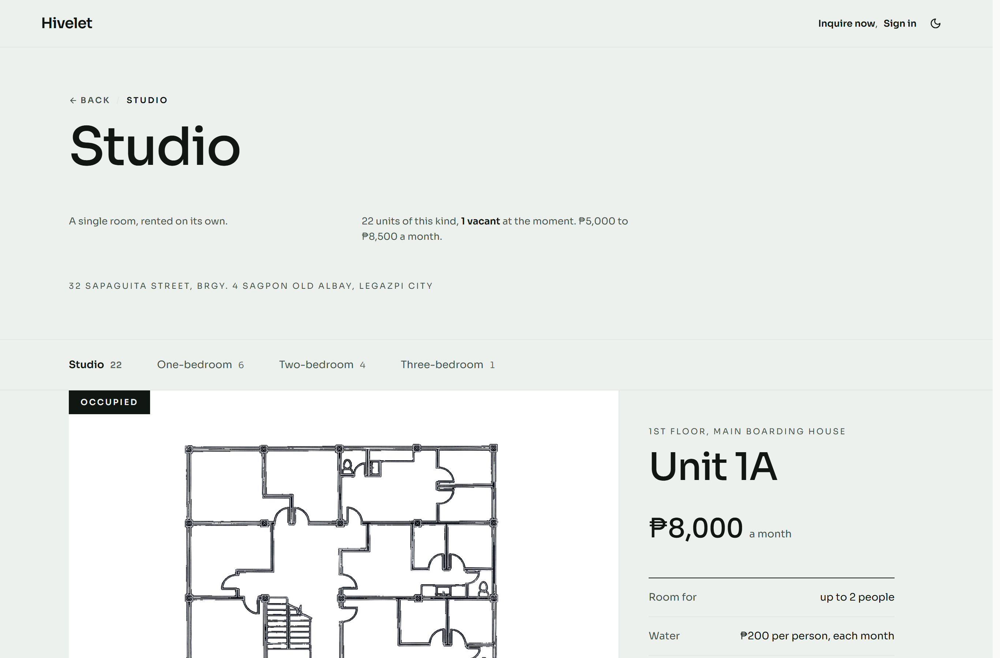 Hivelet
Inquire now, Sign in
← BACK / STUDIO
Studio
A single room, rented on its own.
22 units of this kind, 1 vacant at the moment. ₱5,000 to
₱8,500 a month.
32 SAPAGUITA STREET, BRGY. 4 SAGPON OLD ALBAY, LEGAZPI CITY
Studio 22 One-bedroom 6 Two-bedroom 4 Three-bedroom 1
OCCUPIED
1ST FLOOR, MAIN BOARDING HOUSE
Unit 1A
₱8,000 a month
Room for up to 2 people
Water ₱200 per person, each month